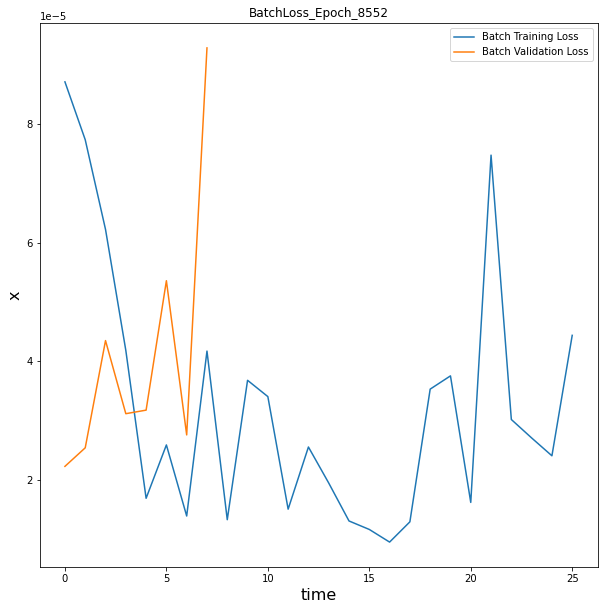 BatchLoss_Epoch_8552
1e−5
Batch Training Loss
Batch Validation Loss
8
6
4
2
x
0 5 10 15 20 25
time